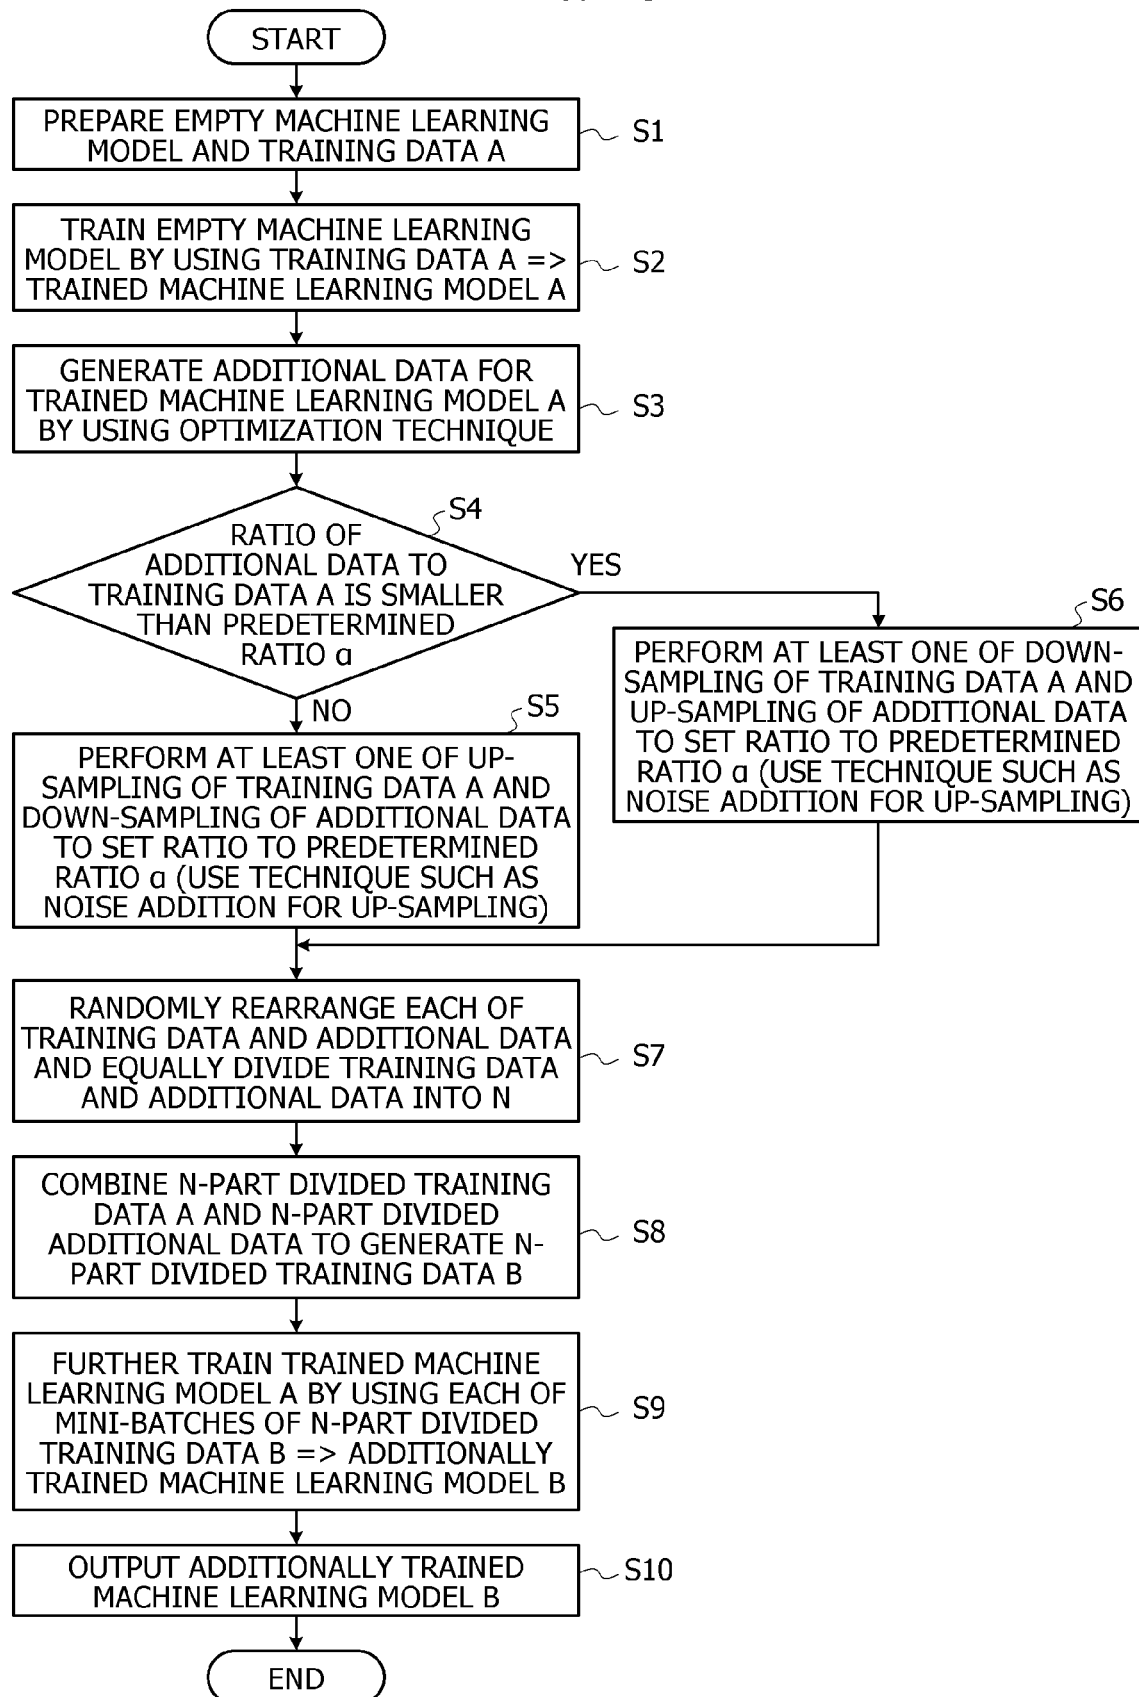 START
PREPARE EMPTY MACHINE LEARNING
MODEL AND TRAINING DATA A
S1
TRAIN EMPTY MACHINE LEARNING
MODEL BY USING TRAINING DATA A =>
TRAINED MACHINE LEARNING MODEL A
S2
GENERATE ADDITIONAL DATA FOR
TRAINED MACHINE LEARNING MODEL A
BY USING OPTIMIZATION TECHNIQUE
S3
S4
RATIO OF
ADDITIONAL DATA TO
TRAINING DATA A IS SMALLER
THAN PREDETERMINED
RATIO α
YES
NO
S6
PERFORM AT LEAST ONE OF DOWN-
SAMPLING OF TRAINING DATA A AND
UP-SAMPLING OF ADDITIONAL DATA
TO SET RATIO TO PREDETERMINED
RATIO α (USE TECHNIQUE SUCH AS
NOISE ADDITION FOR UP-SAMPLING)
S5
PERFORM AT LEAST ONE OF UP-
SAMPLING OF TRAINING DATA A AND
DOWN-SAMPLING OF ADDITIONAL DATA
TO SET RATIO TO PREDETERMINED
RATIO α (USE TECHNIQUE SUCH AS
NOISE ADDITION FOR UP-SAMPLING)
RANDOMLY REARRANGE EACH OF
TRAINING DATA AND ADDITIONAL DATA
AND EQUALLY DIVIDE TRAINING DATA
AND ADDITIONAL DATA INTO N
S7
COMBINE N-PART DIVIDED TRAINING
DATA A AND N-PART DIVIDED
ADDITIONAL DATA TO GENERATE N-
PART DIVIDED TRAINING DATA B
S8
FURTHER TRAIN TRAINED MACHINE
LEARNING MODEL A BY USING EACH OF
MINI-BATCHES OF N-PART DIVIDED
TRAINING DATA B => ADDITIONALLY
TRAINED MACHINE LEARNING MODEL B
S9
OUTPUT ADDITIONALLY TRAINED
MACHINE LEARNING MODEL B
S10
END